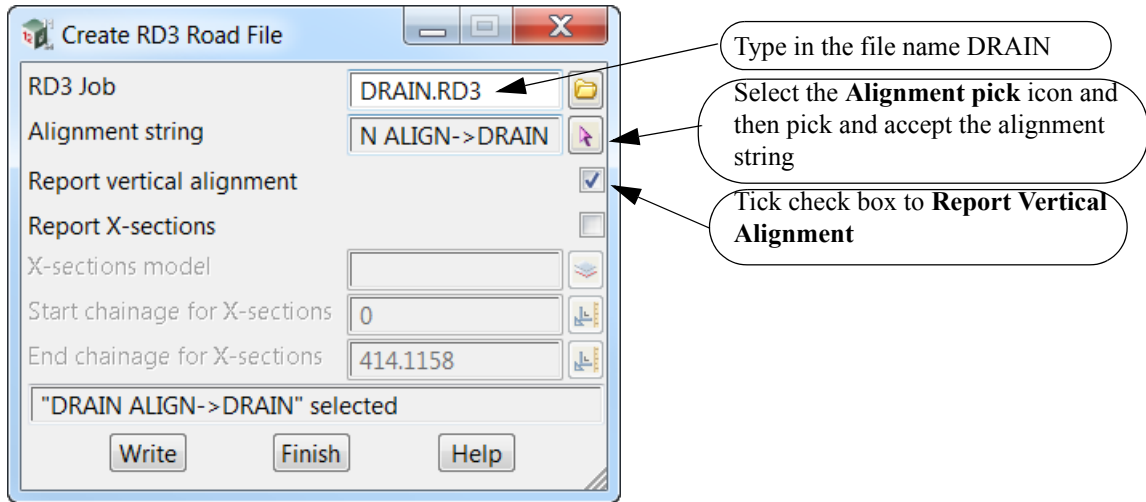 Create RD3 Road File
RD3 Job
DRAIN.RD3
Alignment string
N ALIGN->DRAIN
Report vertical alignment
Report X-sections
X-sections model
Start chainage for X-sections
0
End chainage for X-sections
414.1158
"DRAIN ALIGN->DRAIN" selected
Write
Finish
Help
Type in the file name DRAIN
Select the Alignment pick icon and
then pick and accept the alignment
string
Tick check box to Report Vertical
Alignment